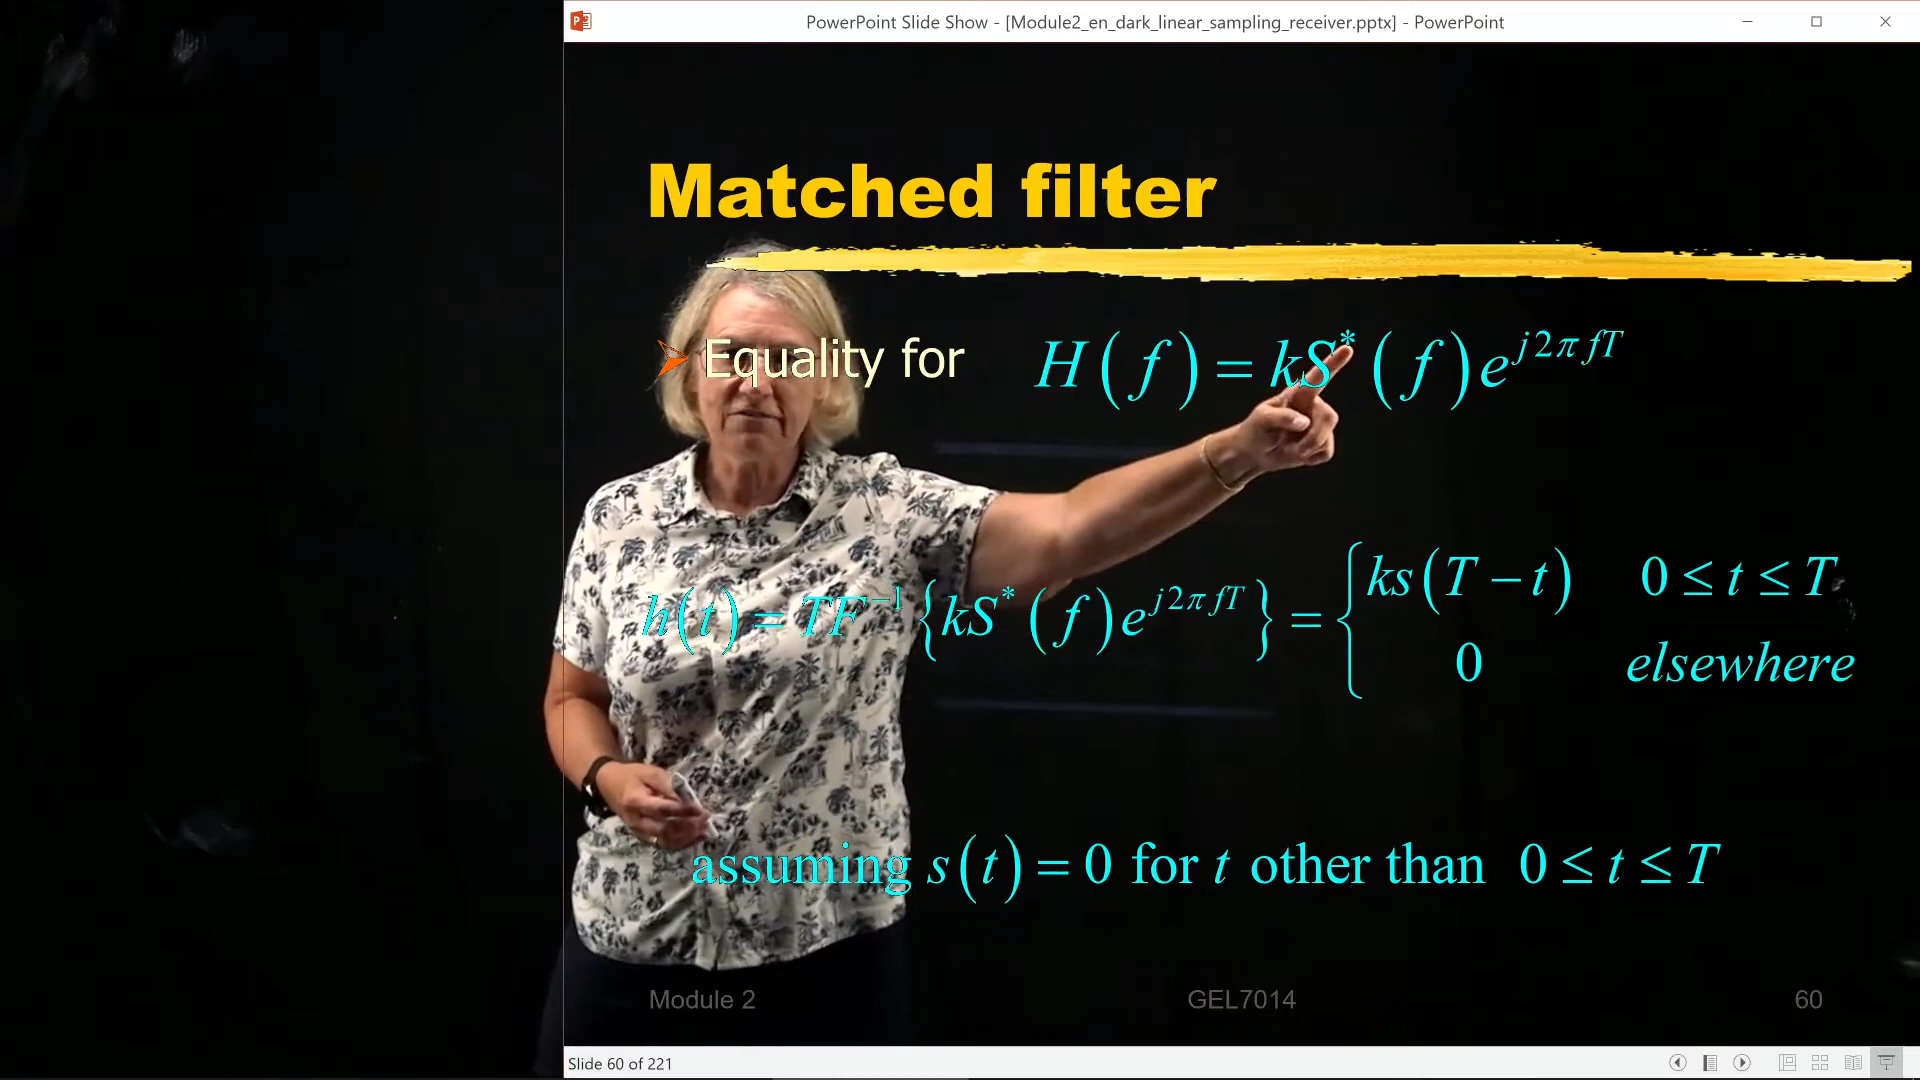 PowerPoint Slide Show - [Module2_en_dark_linear_sampling_receiver.pptx] - PowerPoint
Matched filter
Equality for H(f) = kS*(f)e^{j2πfT}
h(t) = TF^{-1}{kS*(f)e^{j2πfT}} = { ks(T − t) 0 ≤ t ≤ T
0 elsewhere
assuming s(t) = 0 for t other than 0 ≤ t ≤ T
Module 2 GEL7014 60
Slide 60 of 221